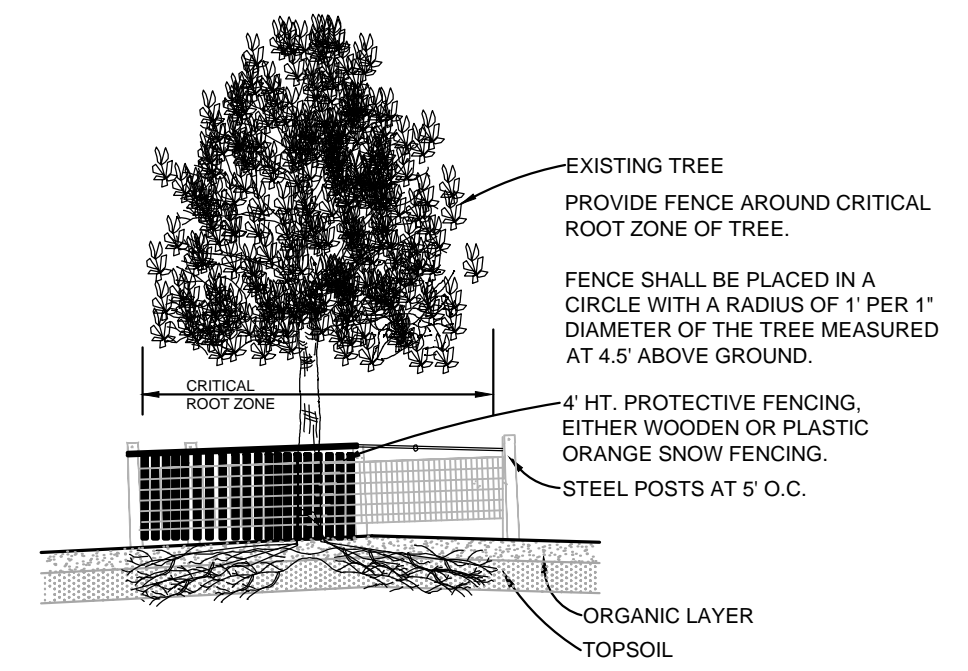 EXISTING TREE
PROVIDE FENCE AROUND CRITICAL
ROOT ZONE OF TREE.
FENCE SHALL BE PLACED IN A
CIRCLE WITH A RADIUS OF 1' PER 1"
DIAMETER OF THE TREE MEASURED
AT 4.5' ABOVE GROUND.
CRITICAL
ROOT ZONE
4' HT. PROTECTIVE FENCING,
EITHER WOODEN OR PLASTIC
ORANGE SNOW FENCING.
STEEL POSTS AT 5' O.C.
ORGANIC LAYER
TOPSOIL